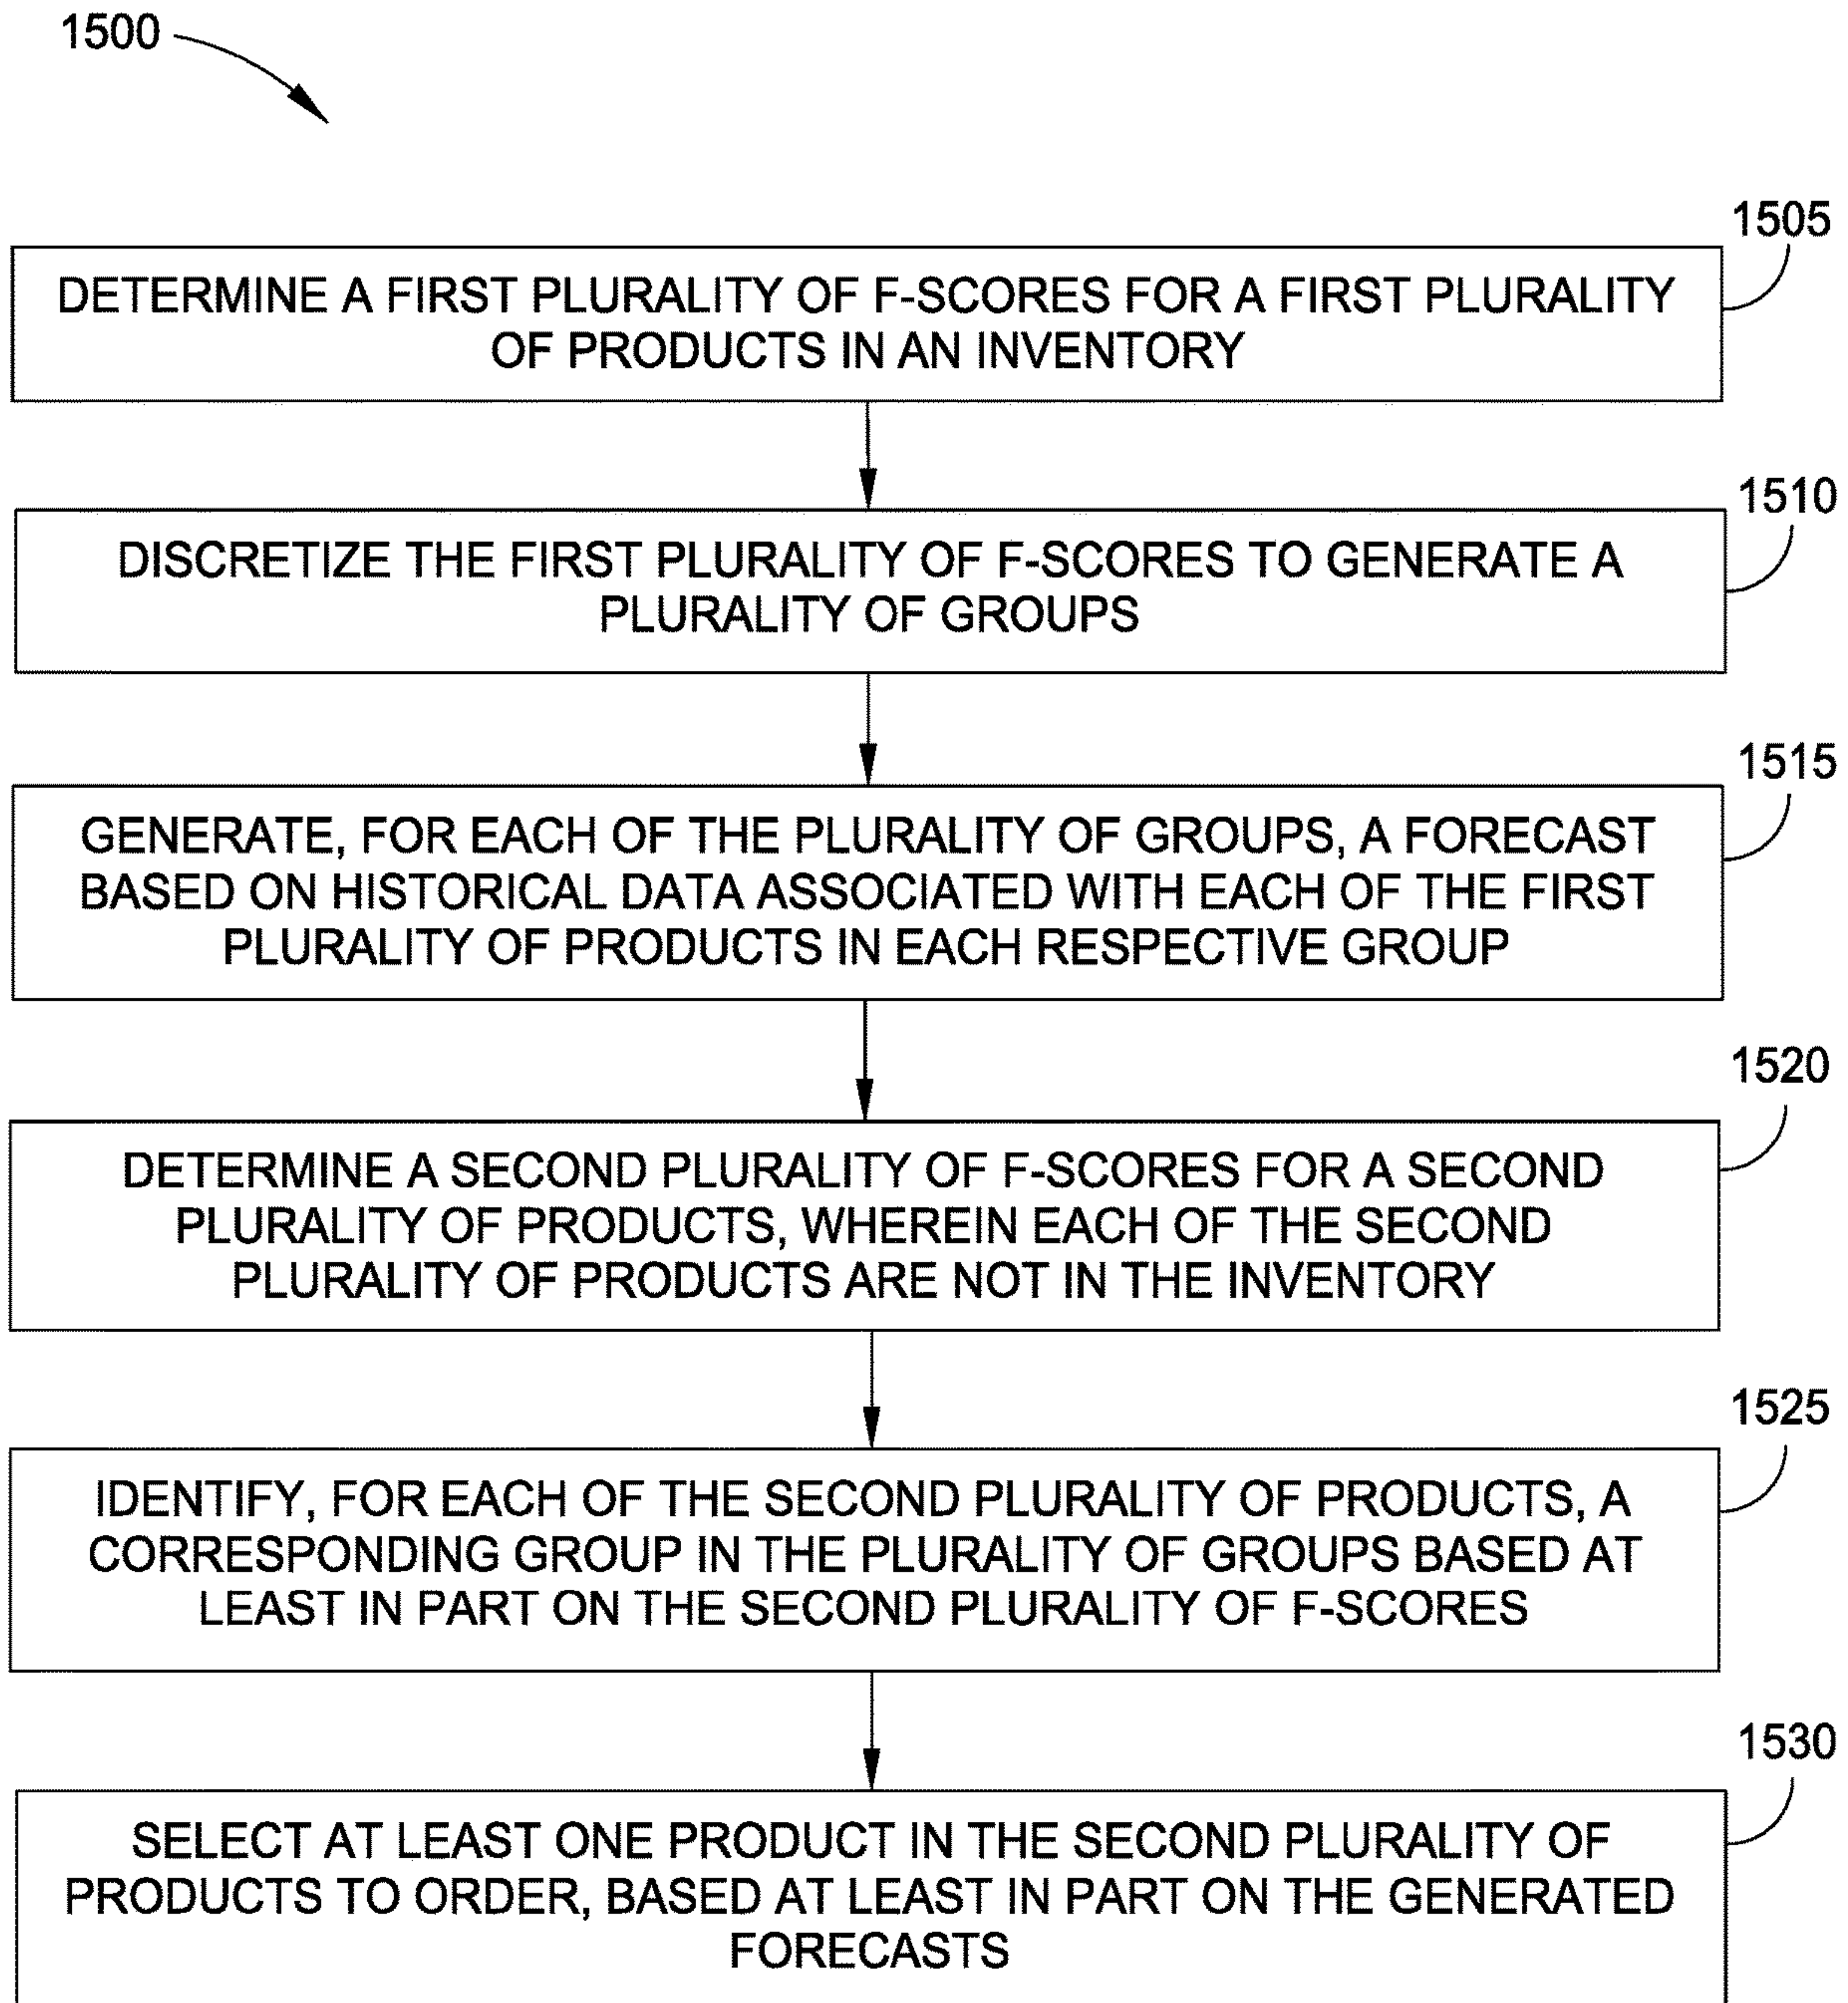 1500
1505
DETERMINE A FIRST PLURALITY OF F-SCORES FOR A FIRST PLURALITY
OF PRODUCTS IN AN INVENTORY
1510
DISCRETIZE THE FIRST PLURALITY OF F-SCORES TO GENERATE A
PLURALITY OF GROUPS
1515
GENERATE, FOR EACH OF THE PLURALITY OF GROUPS, A FORECAST
BASED ON HISTORICAL DATA ASSOCIATED WITH EACH OF THE FIRST
PLURALITY OF PRODUCTS IN EACH RESPECTIVE GROUP
1520
DETERMINE A SECOND PLURALITY OF F-SCORES FOR A SECOND
PLURALITY OF PRODUCTS, WHEREIN EACH OF THE SECOND
PLURALITY OF PRODUCTS ARE NOT IN THE INVENTORY
1525
IDENTIFY, FOR EACH OF THE SECOND PLURALITY OF PRODUCTS, A
CORRESPONDING GROUP IN THE PLURALITY OF GROUPS BASED AT
LEAST IN PART ON THE SECOND PLURALITY OF F-SCORES
1530
SELECT AT LEAST ONE PRODUCT IN THE SECOND PLURALITY OF
PRODUCTS TO ORDER, BASED AT LEAST IN PART ON THE GENERATED
FORECASTS